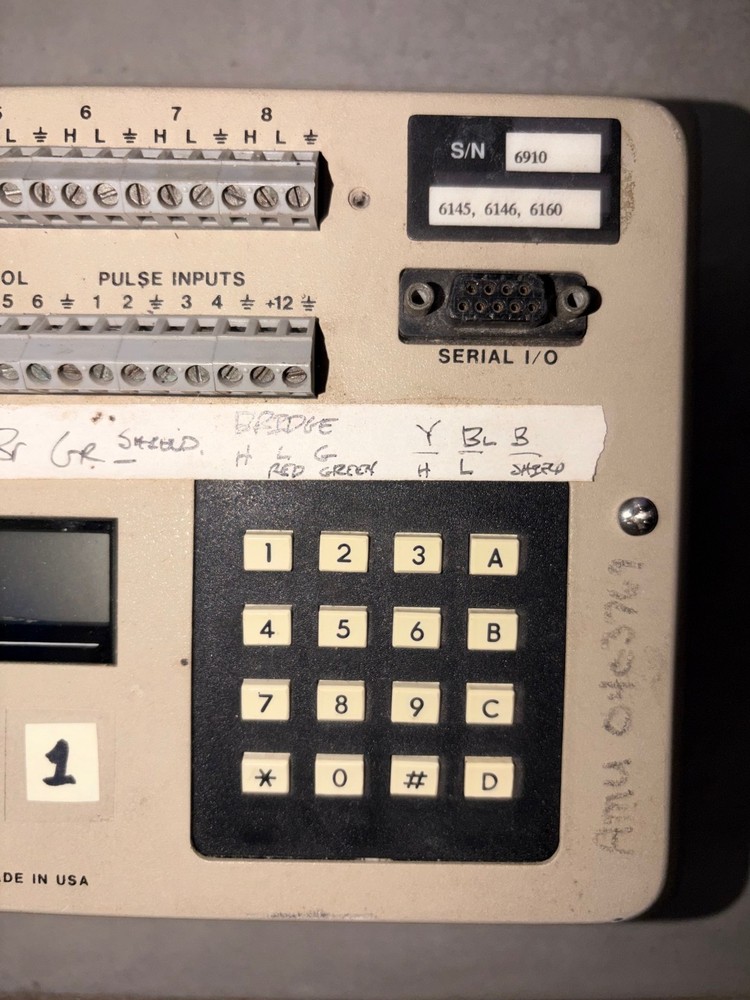 6 7 8
L ⏚ H L ⏚ H L ⏚ H L ⏚
S/N 6910
6145, 6146, 6160
OL PULSE INPUTS
5 6 ⏚ 1 2 ⏚ 3 4 ⏚ +12 ⏚
SERIAL I/O
BRIDGE
GR SHIELD. H L G Y BL B
RED GREEN H L SHIELD
1 2 3 A
4 5 6 B
7 8 9 C
* 0 # D
1
ADE IN USA